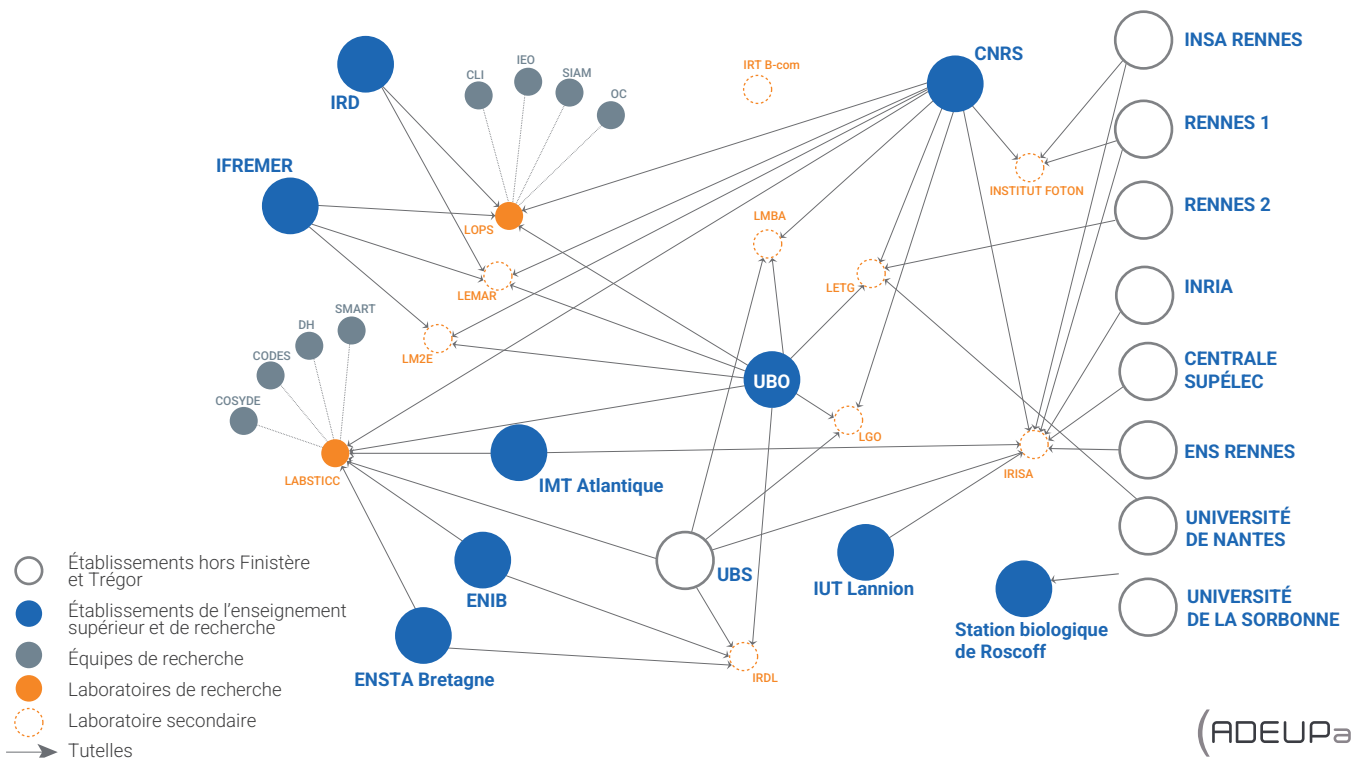 INSA RENNES
CNRS
IRT B-com
IEO
CLI
SIAM
OC
IRD
RENNES 1
IFREMER
INSTITUT FOTON
RENNES 2
LOPS
LMBA
LEMAR
LETG
INRIA
SMART
DH
CODES
LM2E
CENTRALE
SUPÉLEC
UBO
COSYDE
LGO
ENS RENNES
LABSTICC
IMT Atlantique
IRISA
UNIVERSITÉ
DE NANTES
UBS
ENIB
IUT Lannion
UNIVERSITÉ
DE LA SORBONNE
Station biologique
de Roscoff
ENSTA Bretagne
IRDL
Établissements hors Finistère
et Trégor
Établissements de l’enseignement
supérieur et de recherche
Équipes de recherche
Laboratoires de recherche
Laboratoire secondaire
Tutelles
ADEUPa